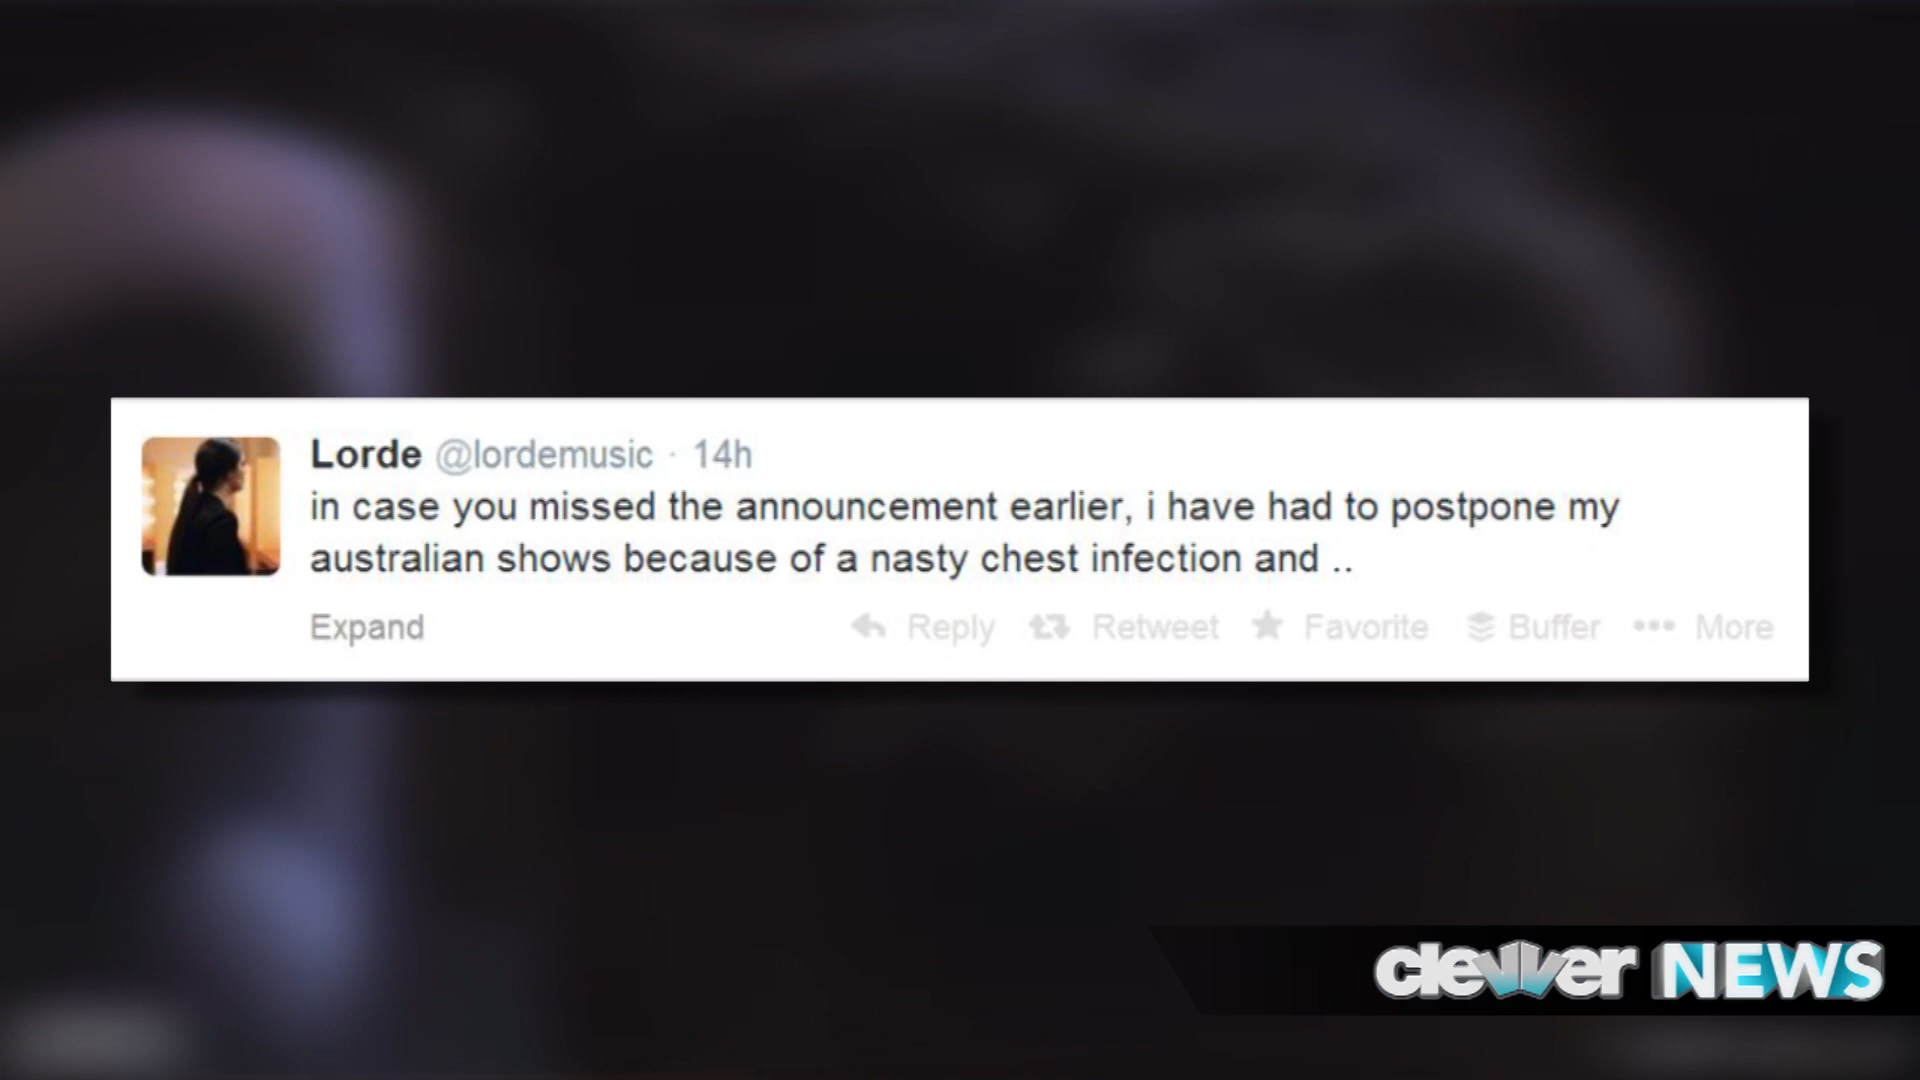 Lorde @lordemusic · 14h
in case you missed the announcement earlier, i have had to postpone my
australian shows because of a nasty chest infection and ..
Expand Reply Retweet Favorite Buffer More
clevver NEWS